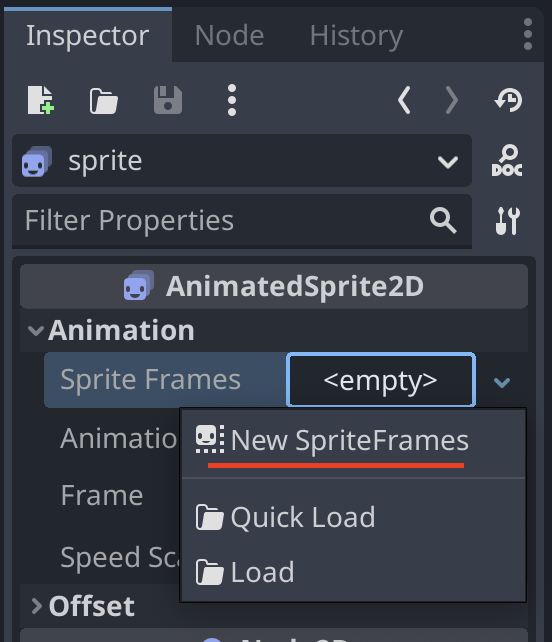 Inspector Node History
sprite
DOC
Filter Properties
AnimatedSprite2D
Animation
Sprite Frames <empty>
Animatio
New SpriteFrames
Frame
Quick Load
Speed Sca
Load
Offset